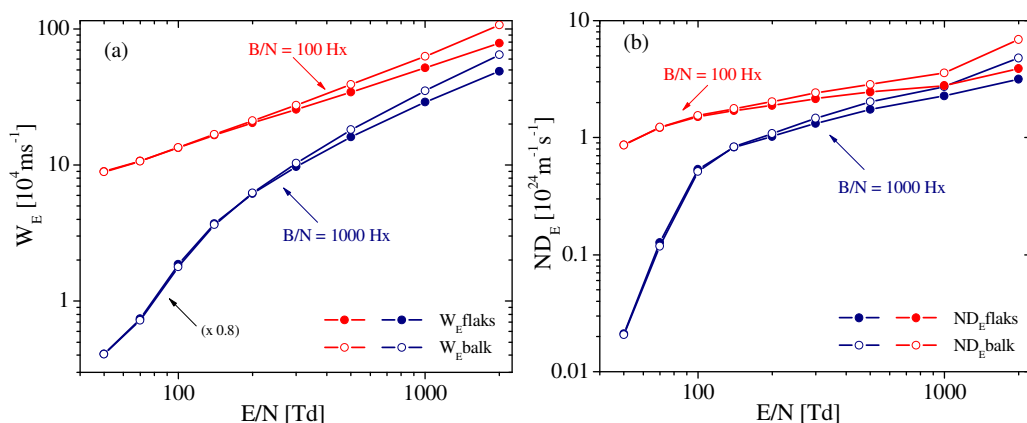 (a)
B/N = 100 Hx
B/N = 1000 Hx
(x 0.8)
W_E flaks
W_E balk
100
10
1
W_E [10^4 ms^-1]
100
1000
E/N [Td]
(b)
B/N = 100 Hx
B/N = 1000 Hx
ND_E flaks
ND_E balk
10
1
0.1
0.01
ND_E [10^24 m^-1 s^-1]
100
1000
E/N [Td]